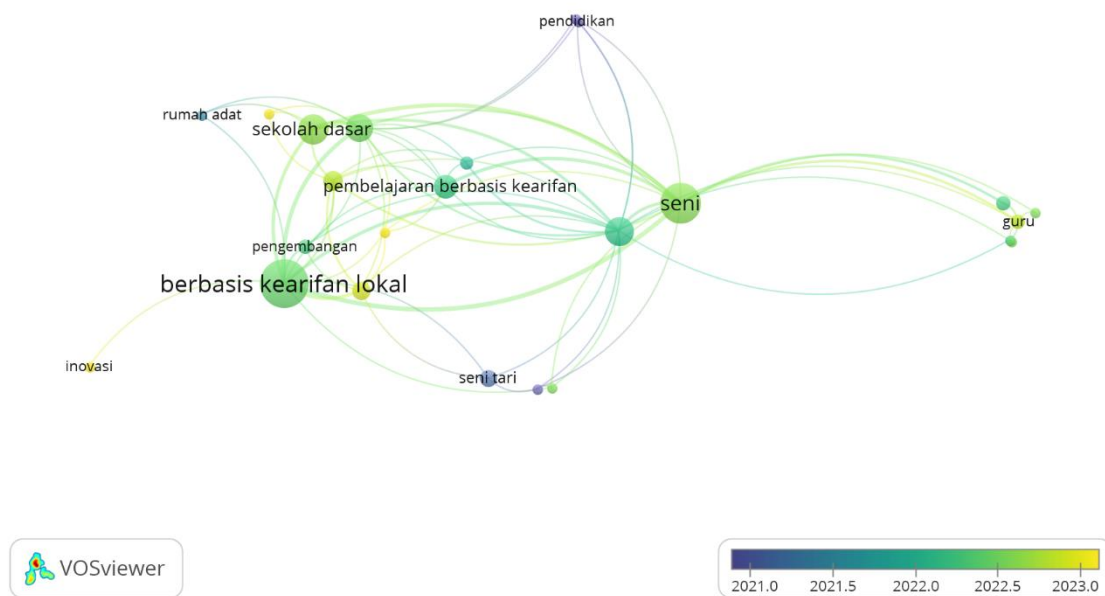 pendidikan
rumah adat
sekolah dasar
pembelajaran berbasis kearifan
seni
guru
pengembangan
berbasis kearifan lokal
inovasi
seni tari
VOSviewer
2021.0 2021.5 2022.0 2022.5 2023.0